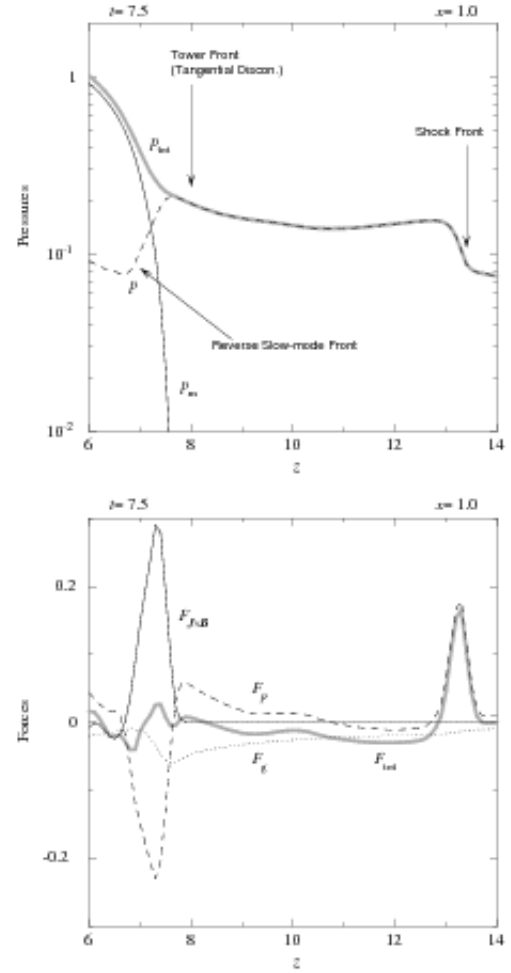 t= 7.5 x= 1.0
Tower Front
(Tangential Discon.)
Shock Front
1
p_tot
Pressures
10^-1
p
Reverse Slow-mode Front
p_m
10^-2
6 8 10 12 14
z
t= 7.5 x= 1.0
0.2
F_J×B
F_p
Forces
0
F_g F_tot
-0.2
6 8 10 12 14
z